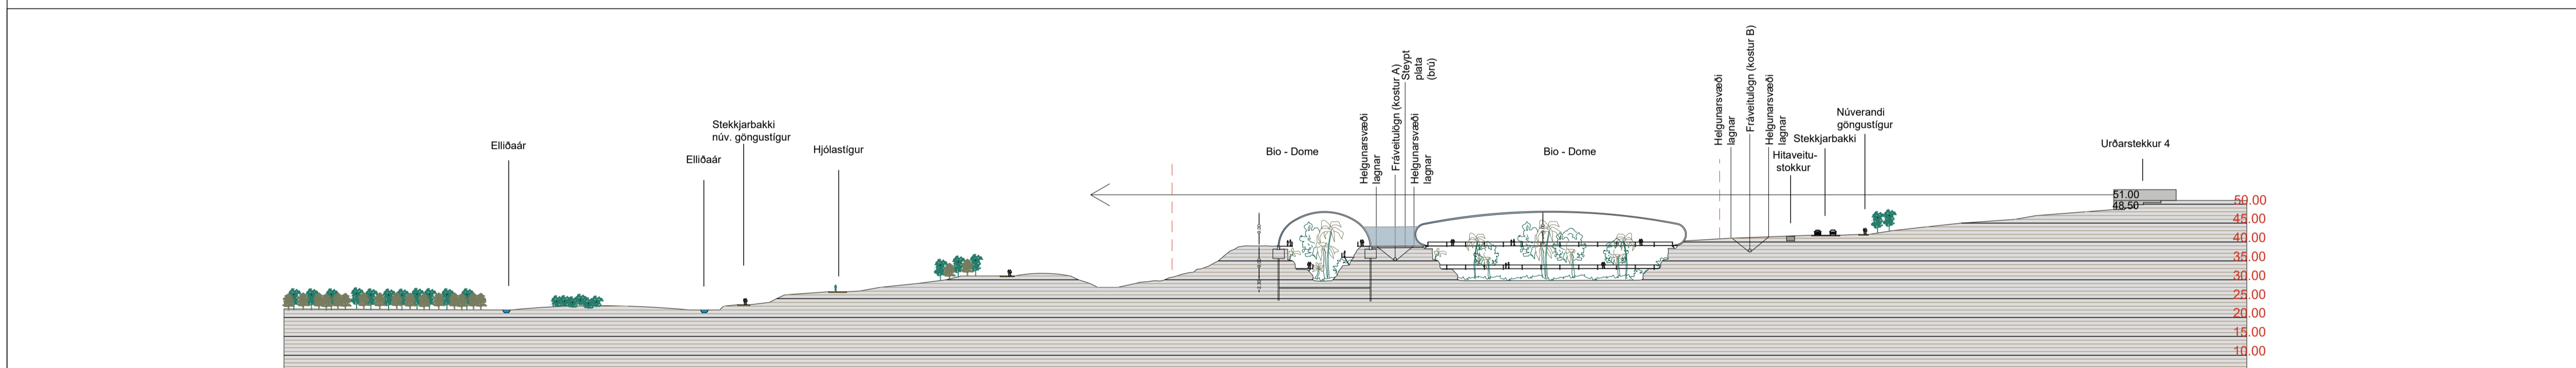 Elliðaár
Stekkjarbakki
núv. göngustígur
Elliðaár
Hjólastígur
Bio - Dome
Helgunarsvæði
lagnar
Fráveitulögn (kostur A)
Steypt
plata
(brú)
Helgunarsvæði
lagnar
Bio - Dome
Helgunarsvæði
lagnar
Fráveitulögn (kostur B)
Helgunarsvæði
lagnar
Hitaveitu-
stokkur
Stekkjarbakki
Núverandi
göngustígur
Urðarstekkur 4
51.00
48.50
50.00
45.00
40.00
35.00
30.00
25.00
20.00
15.00
10.00